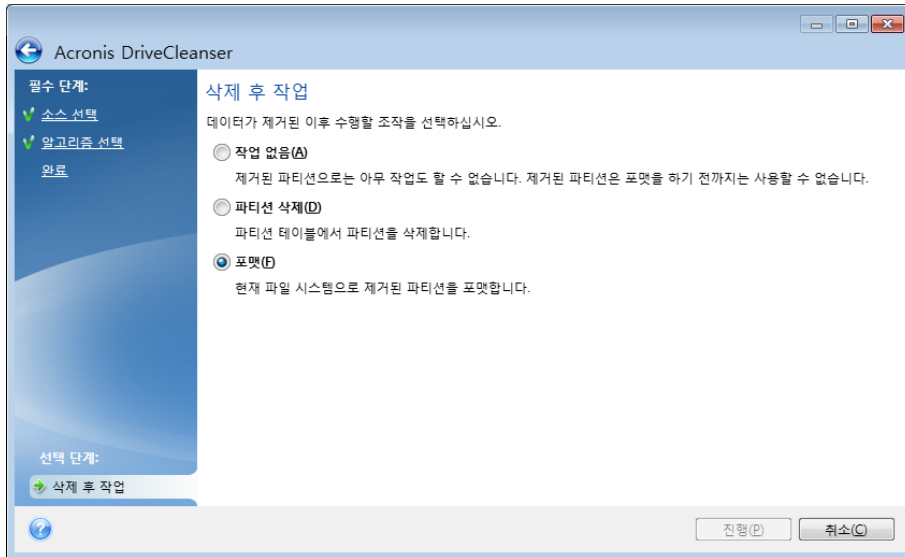 Acronis DriveCleanser
필수 단계:
소스 선택
알고리즘 선택
완료
선택 단계:
삭제 후 작업
삭제 후 작업
데이터가 제거된 이후 수행할 조작을 선택하십시오.
작업 없음(A)
제거된 파티션으로는 아무 작업도 할 수 없습니다. 제거된 파티션은 포맷을 하기 전까지는 사용할 수 없습니다.
파티션 삭제(D)
파티션 테이블에서 파티션을 삭제합니다.
포맷(F)
현재 파일 시스템으로 제거된 파티션을 포맷합니다.
진행(P)
취소(C)